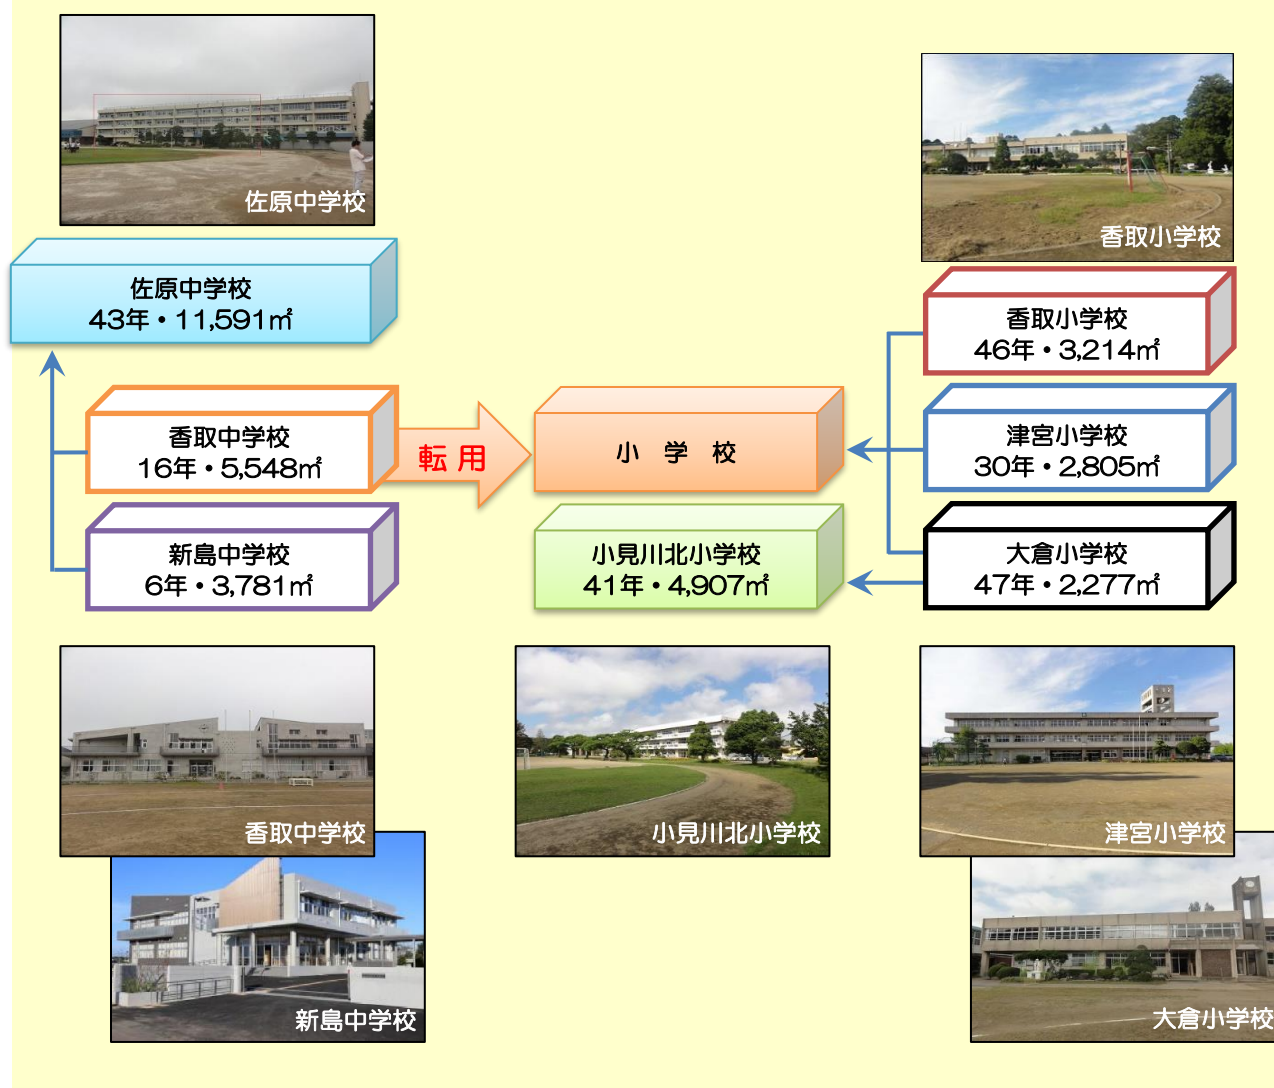 佐原中学校
香取小学校
佐原中学校
43年・11,591㎡
香取小学校
46年・3,214㎡
香取中学校
16年・5,548㎡
転用
小 学 校
津宮小学校
30年・2,805㎡
新島中学校
6年・3,781㎡
小見川北小学校
41年・4,907㎡
大倉小学校
47年・2,277㎡
香取中学校
小見川北小学校
津宮小学校
新島中学校
大倉小学校